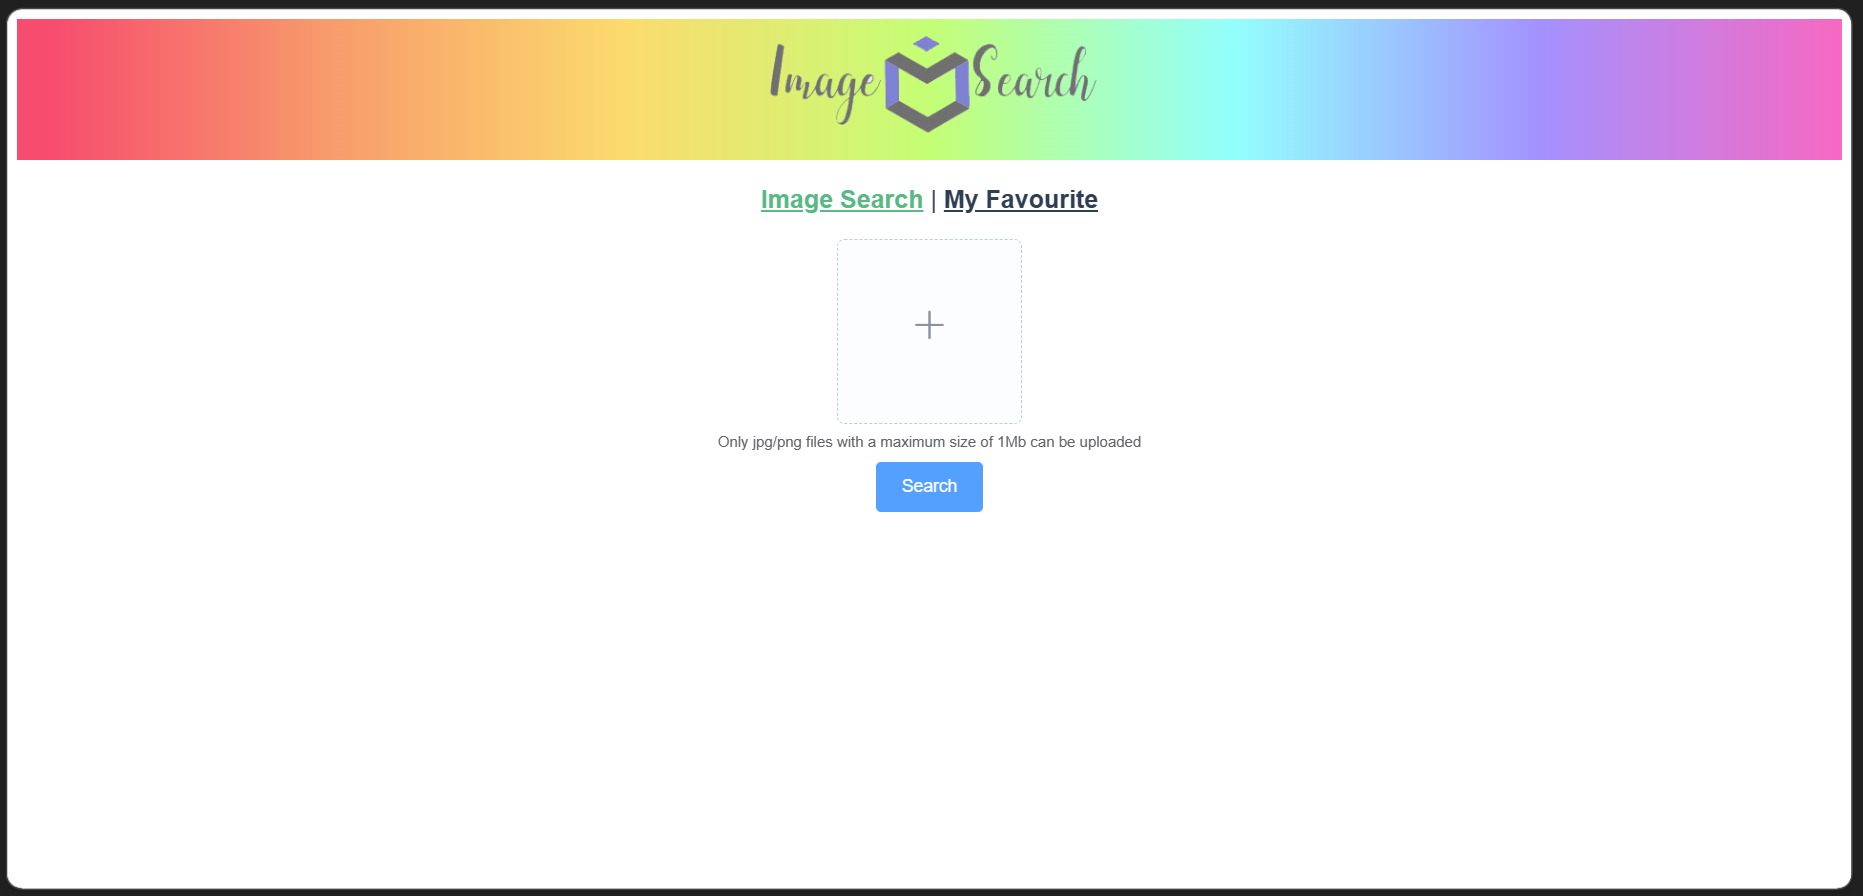 Image Search
Image Search | My Favourite
Only jpg/png files with a maximum size of 1Mb can be uploaded
Search